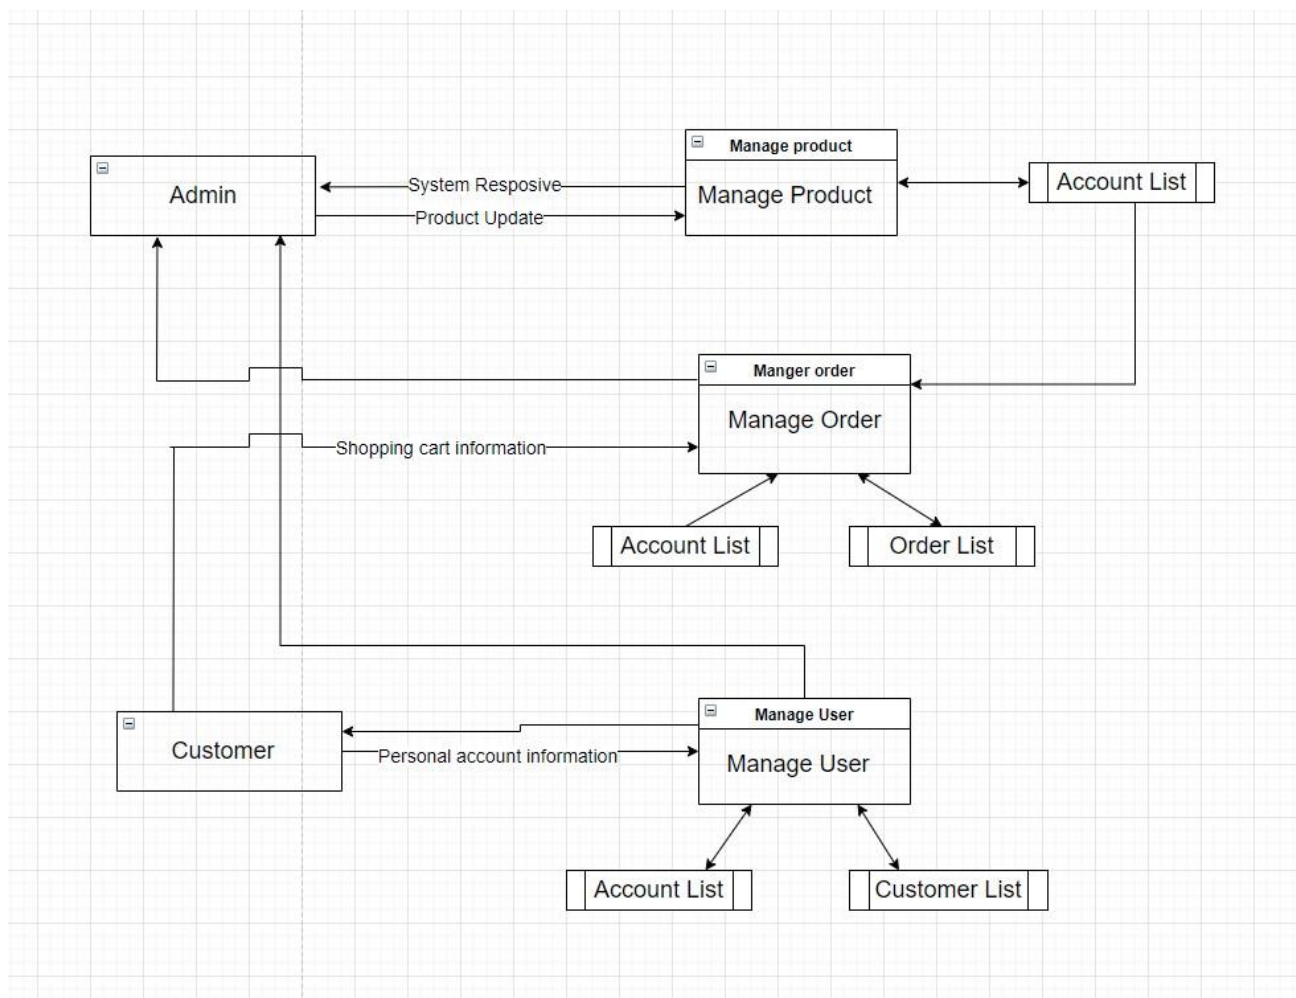 Manage product
Admin
System Resposive
Manage Product
Account List
Product Update
Manger order
Manage Order
Shopping cart information
Account List
Order List
Manage User
Customer
Personal account information
Manage User
Account List
Customer List